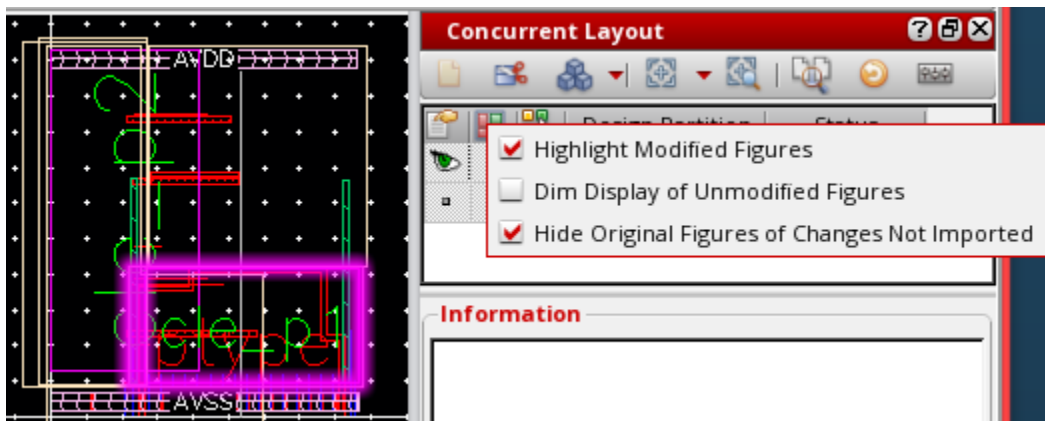 Concurrent Layout
AVDD
Design Partition Status
Highlight Modified Figures
Dim Display of Unmodified Figures
Hide Original Figures of Changes Not Imported
Information
AVSS